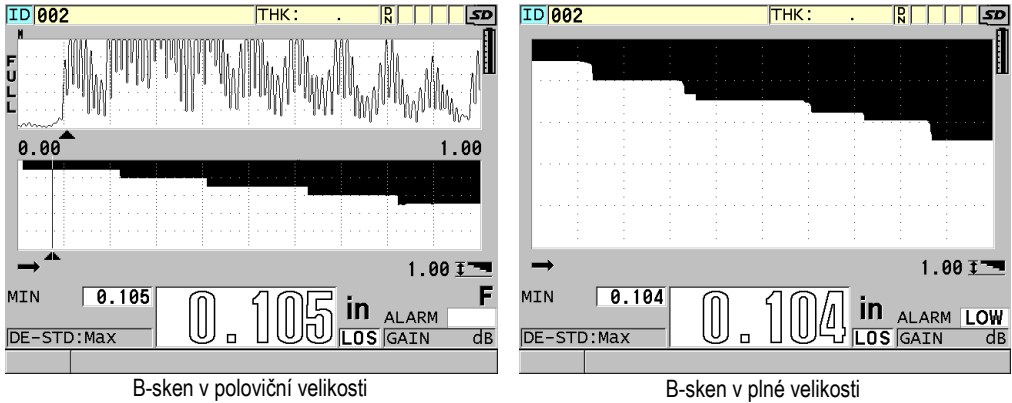 ID 002 THK: . DN SD
FULL
0.00 1.00
1.00
MIN 0.105 0.105 in F
ALARM
DE-STD:Max LOS GAIN dB
B-sken v poloviční velikosti
ID 002 THK: . DN SD
1.00
MIN 0.104 0.104 in
ALARM LOW
DE-STD:Max LOS GAIN dB
B-sken v plné velikosti